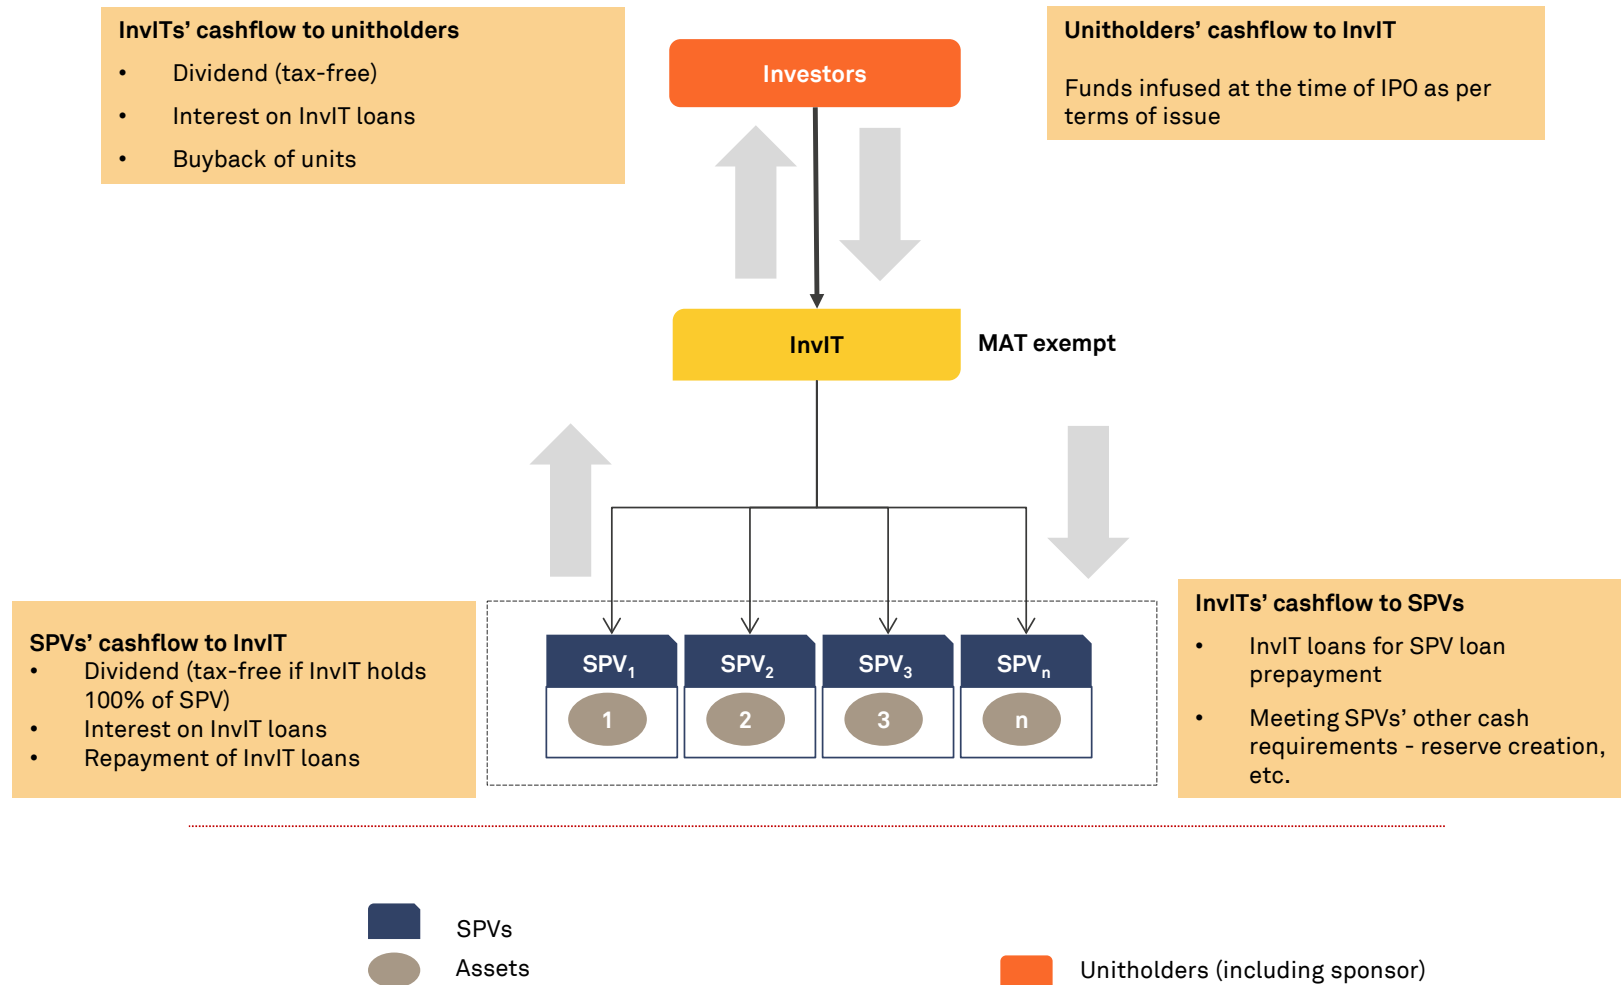 InvITs’ cashflow to unitholders
• Dividend (tax-free)
• Interest on InvIT loans
• Buyback of units
Investors
Unitholders’ cashflow to InvIT
Funds infused at the time of IPO as per
terms of issue
InvIT
MAT exempt
SPVs’ cashflow to InvIT
• Dividend (tax-free if InvIT holds
100% of SPV)
• Interest on InvIT loans
• Repayment of InvIT loans
SPV1
SPV2
SPV3
SPVn
1
2
3
n
InvITs’ cashflow to SPVs
• InvIT loans for SPV loan
prepayment
• Meeting SPVs’ other cash
requirements - reserve creation,
etc.
SPVs
Assets
Unitholders (including sponsor)